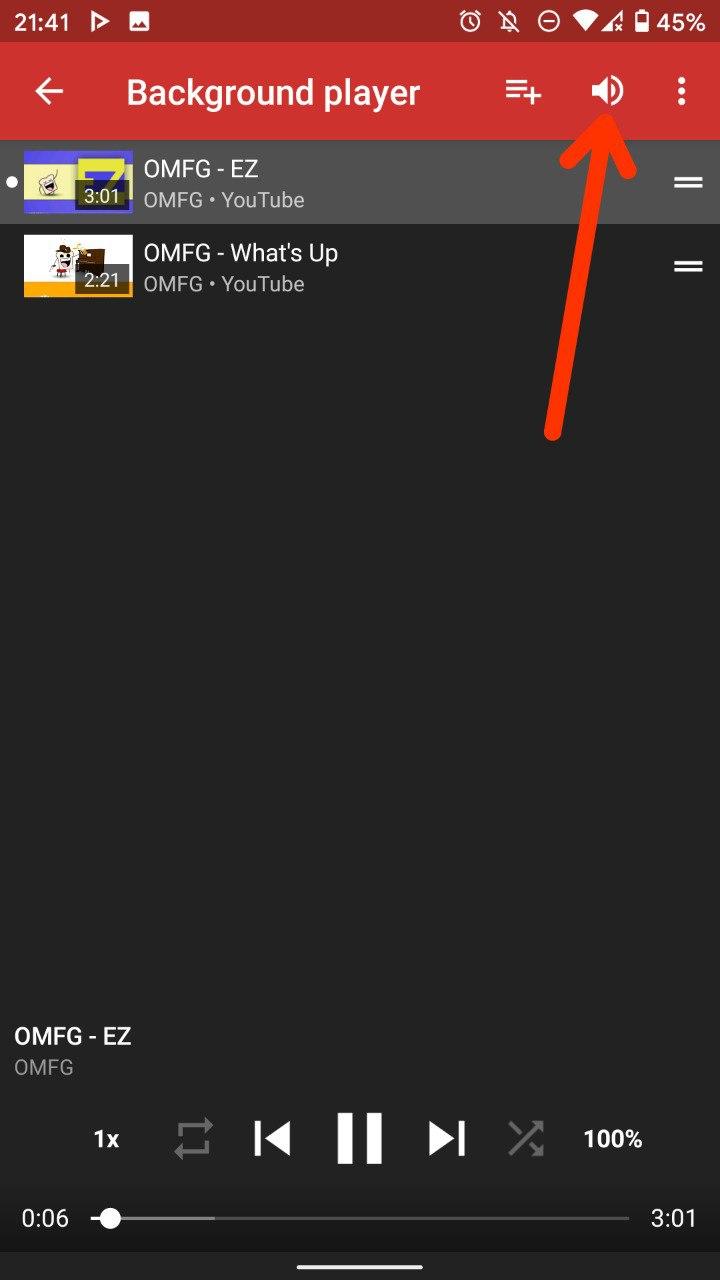 21:41
45%
Background player
3:01
OMFG - EZ
OMFG • YouTube
2:21
OMFG - What's Up
OMFG • YouTube
OMFG - EZ
OMFG
1x
100%
0:06
3:01